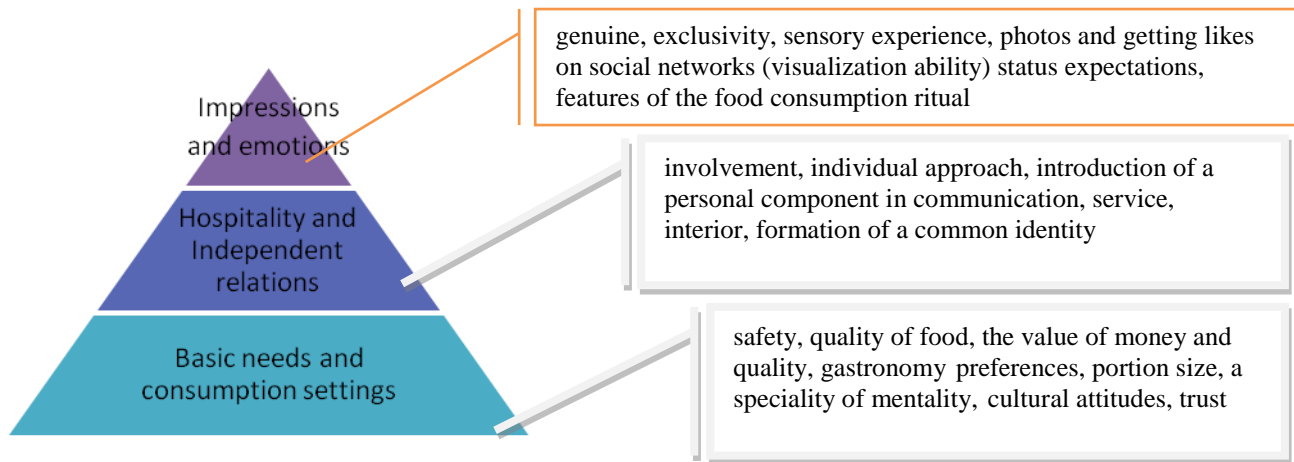 genuine, exclusivity, sensory experience, photos and getting likes
on social networks (visualization ability) status expectations,
features of the food consumption ritual
Impressions
and emotions
involvement, individual approach, introduction of a
personal component in communication, service,
interior, formation of a common identity
Hospitality and
Independent
relations
safety, quality of food, the value of money and
quality, gastronomy preferences, portion size, a
speciality of mentality, cultural attitudes, trust
Basic needs and
consumption settings